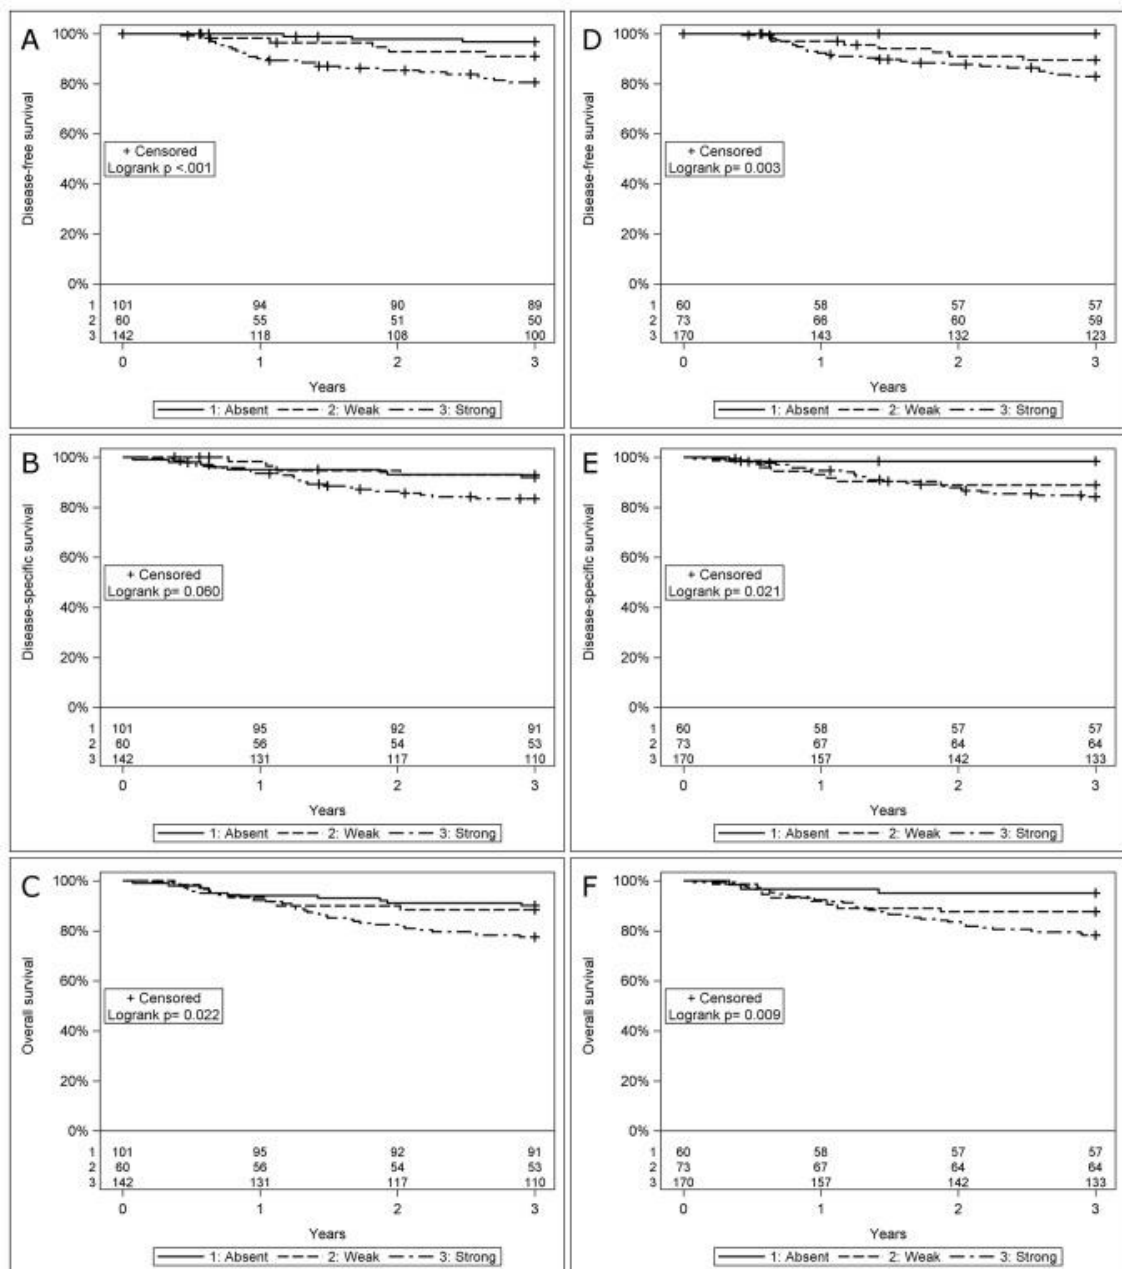 A
Disease-free survival
100%
80%
60%
40%
20%
0%
+ Censored
Logrank p <.001
1 101 94 90 89
2 60 55 51 50
3 142 118 108 100
0 1 2 3
Years
1: Absent 2: Weak 3: Strong
D
Disease-free survival
100%
80%
60%
40%
20%
0%
+ Censored
Logrank p= 0.003
1 60 58 57 57
2 73 66 60 59
3 170 143 132 123
0 1 2 3
Years
1: Absent 2: Weak 3: Strong
B
Disease-specific survival
100%
80%
60%
40%
20%
0%
+ Censored
Logrank p= 0.060
1 101 95 92 91
2 60 56 54 53
3 142 131 117 110
0 1 2 3
Years
1: Absent 2: Weak 3: Strong
E
Disease-specific survival
100%
80%
60%
40%
20%
0%
+ Censored
Logrank p= 0.021
1 60 58 57 57
2 73 67 64 64
3 170 157 142 133
0 1 2 3
Years
1: Absent 2: Weak 3: Strong
C
Overall survival
100%
80%
60%
40%
20%
0%
+ Censored
Logrank p= 0.022
1 101 95 92 91
2 60 56 54 53
3 142 131 117 110
0 1 2 3
Years
1: Absent 2: Weak 3: Strong
F
Overall survival
100%
80%
60%
40%
20%
0%
+ Censored
Logrank p= 0.009
1 60 58 57 57
2 73 67 64 64
3 170 157 142 133
0 1 2 3
Years
1: Absent 2: Weak 3: Strong